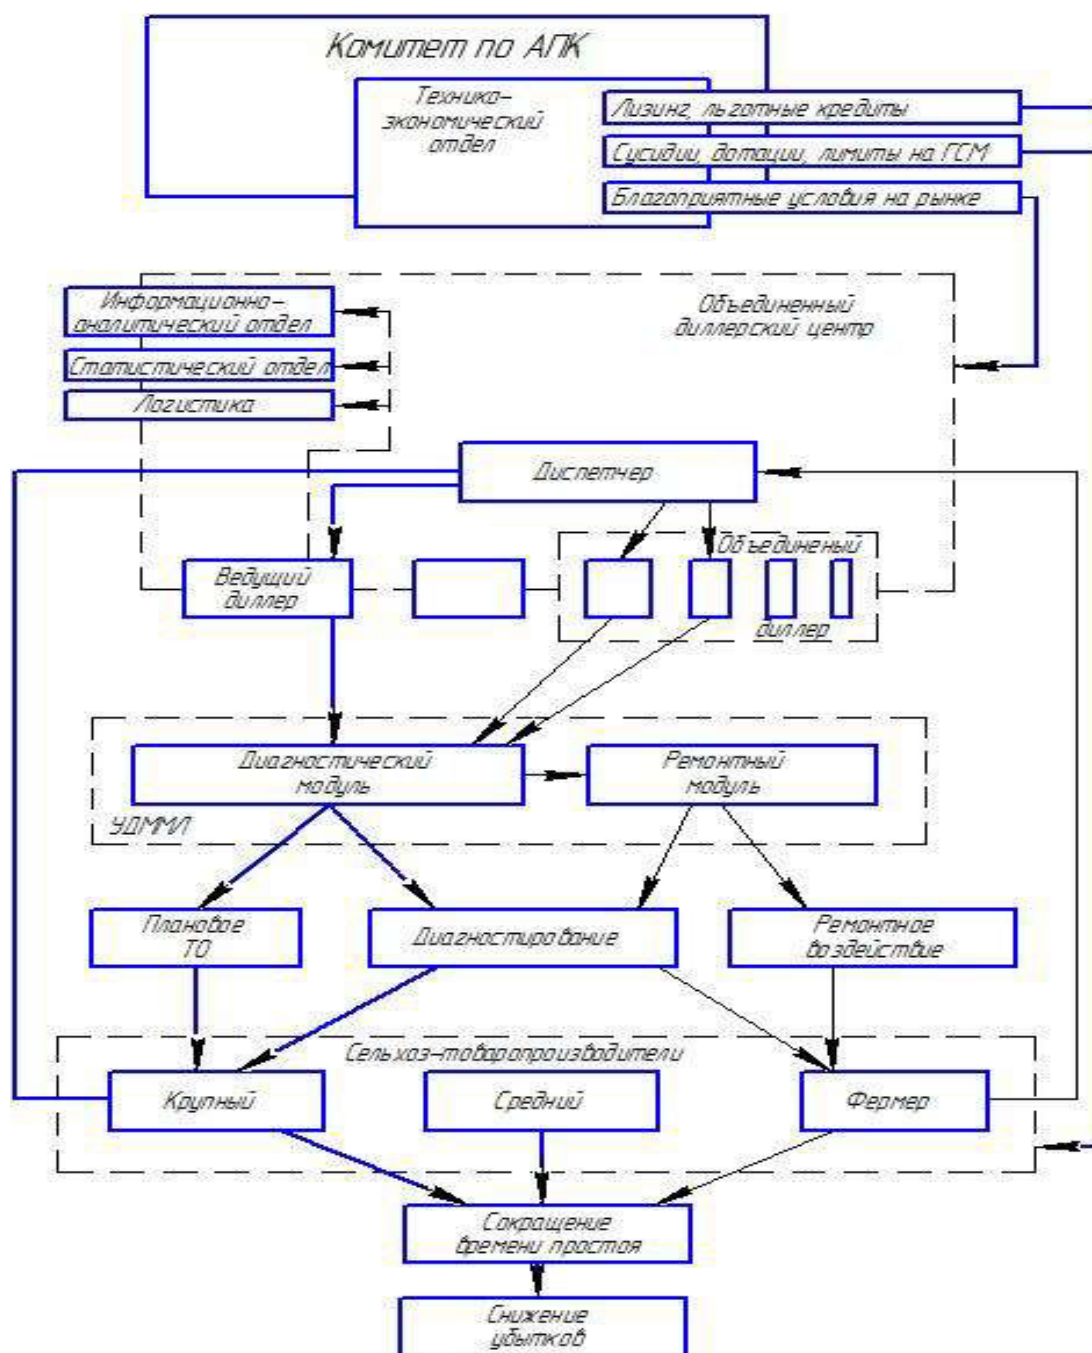 Комитет по АПК
Технико-
экономический
отдел
Лизинг, льготные кредиты
Сусидии, дотации, лимиты на ГСМ
Благоприятные условия на рынке
Информационно-
аналитический отдел
Объединенный
диллерский центр
Статистический отдел
Логистика
Диспетчер
Объединеный
Ведущий
диллер
диллер
Диагностический
модуль
Ремонтный
модуль
УДММЛ
Плановое
ТО
Диагностирование
Ремонтное
воздействие
Сельхоз-товаропроизводители
Крупный
Средний
Фермер
Сокращение
времени простоя
Снижение
убытков